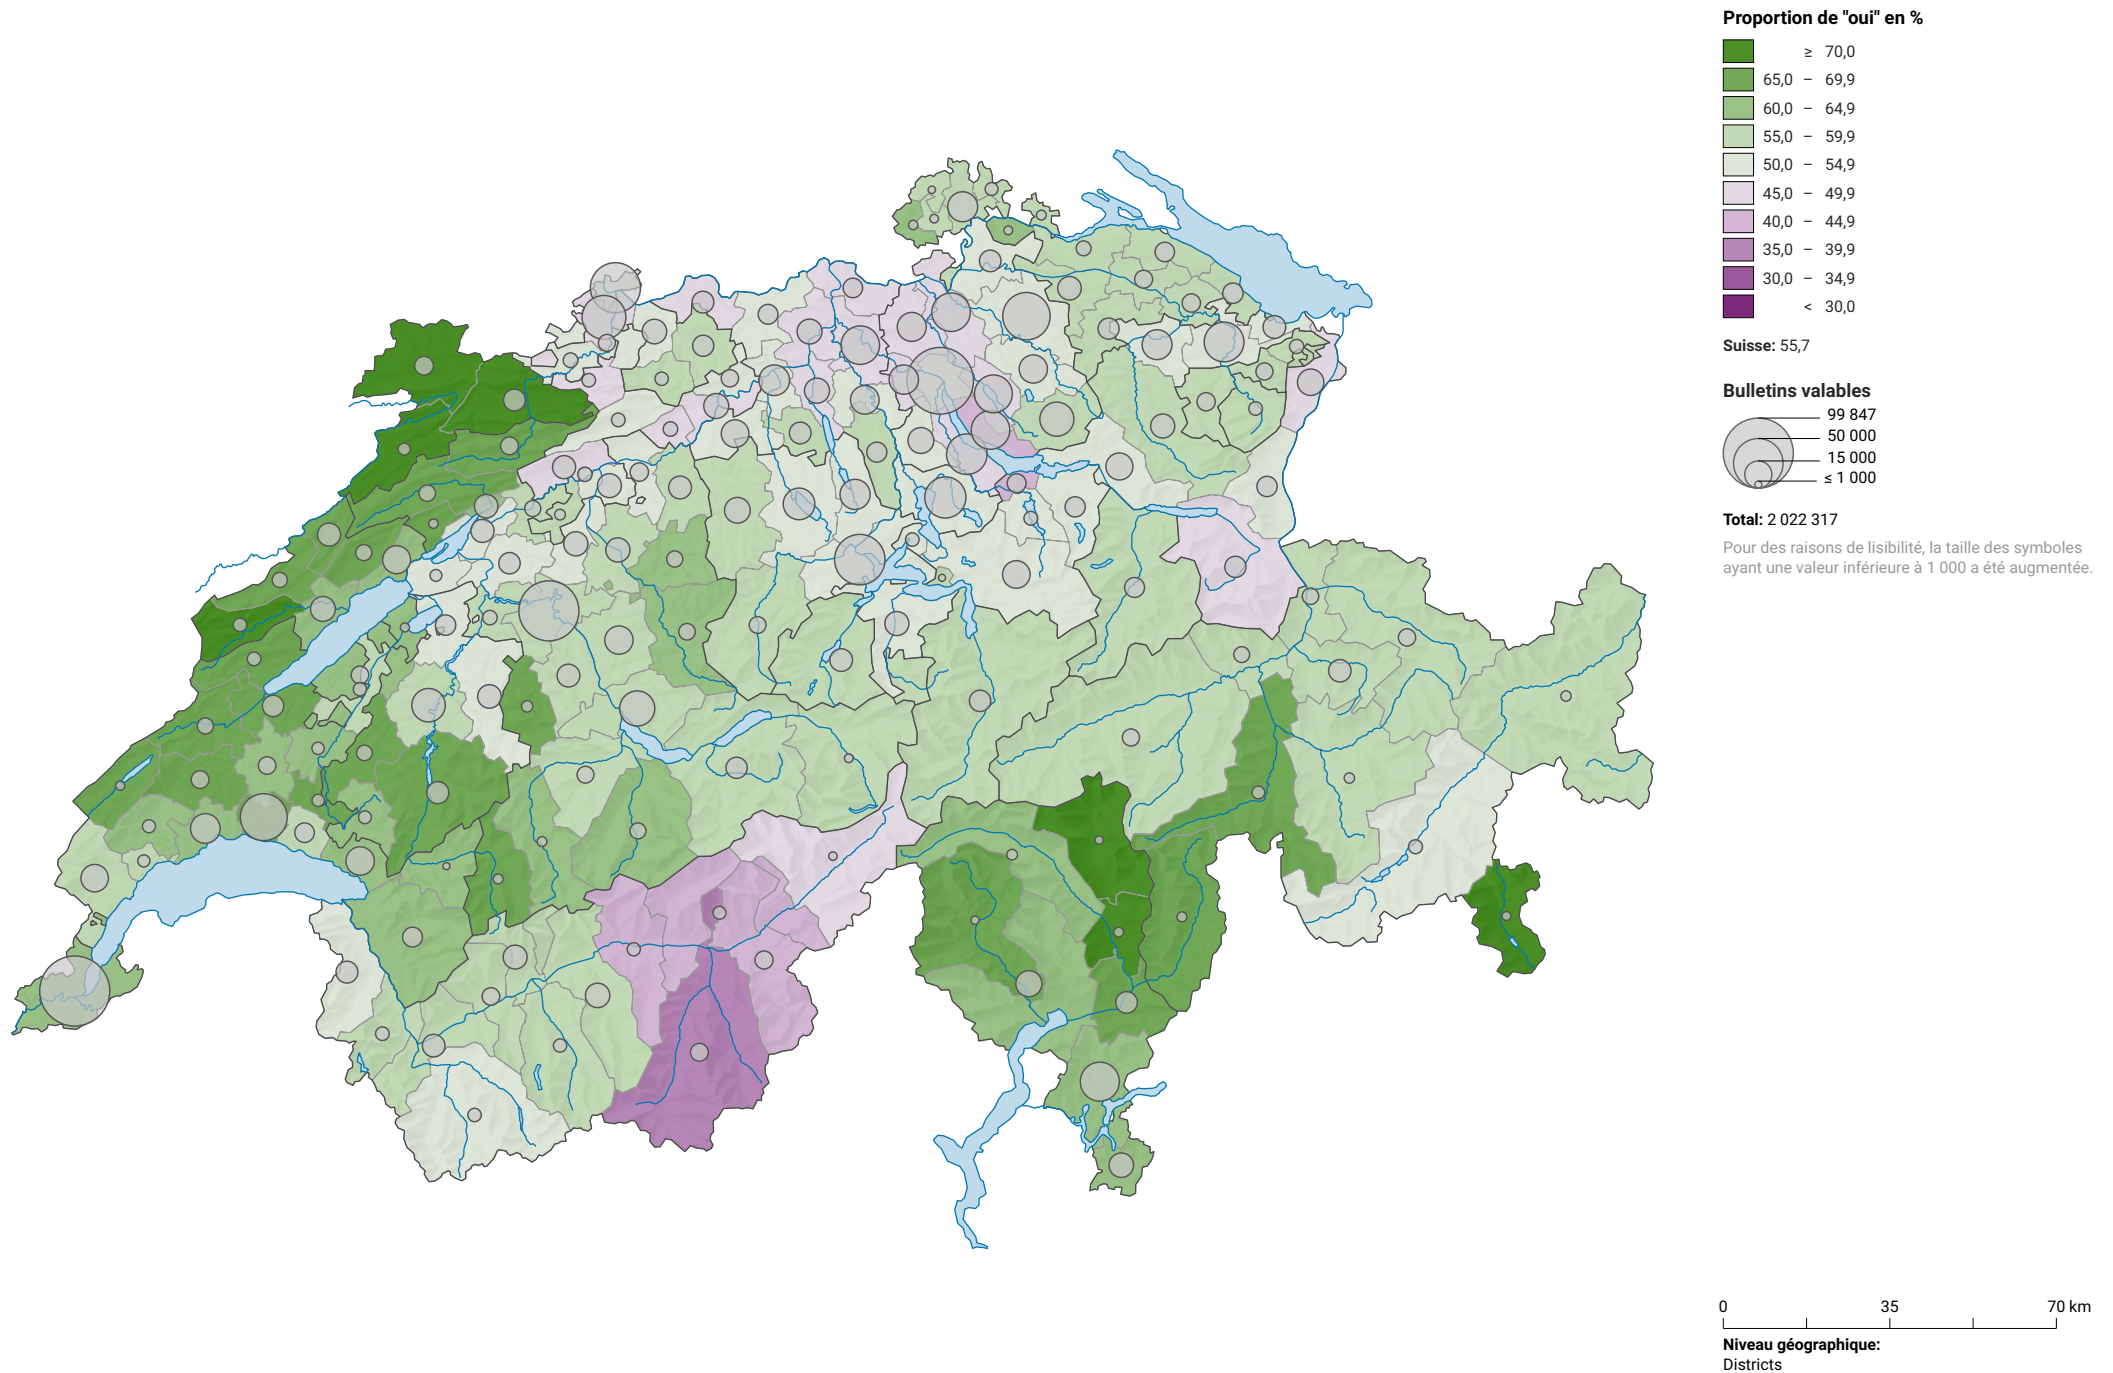 Proportion de "oui" en %
≥ 70,0
65,0 – 69,9
60,0 – 64,9
55,0 – 59,9
50,0 – 54,9
45,0 – 49,9
40,0 – 44,9
35,0 – 39,9
30,0 – 34,9
< 30,0
Suisse: 55,7
Bulletins valables
99 847
50 000
15 000
≤ 1 000
Total: 2 022 317
Pour des raisons de lisibilité, la taille des symboles
ayant une valeur inférieure à 1 000 a été augmentée.
0 35 70 km
Niveau géographique:
Districts